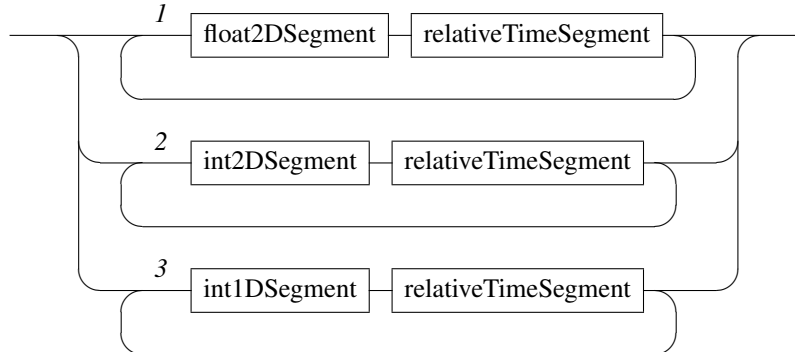 1 float2DSegment relativeTimeSegment
2 int2DSegment relativeTimeSegment
3 int1DSegment relativeTimeSegment